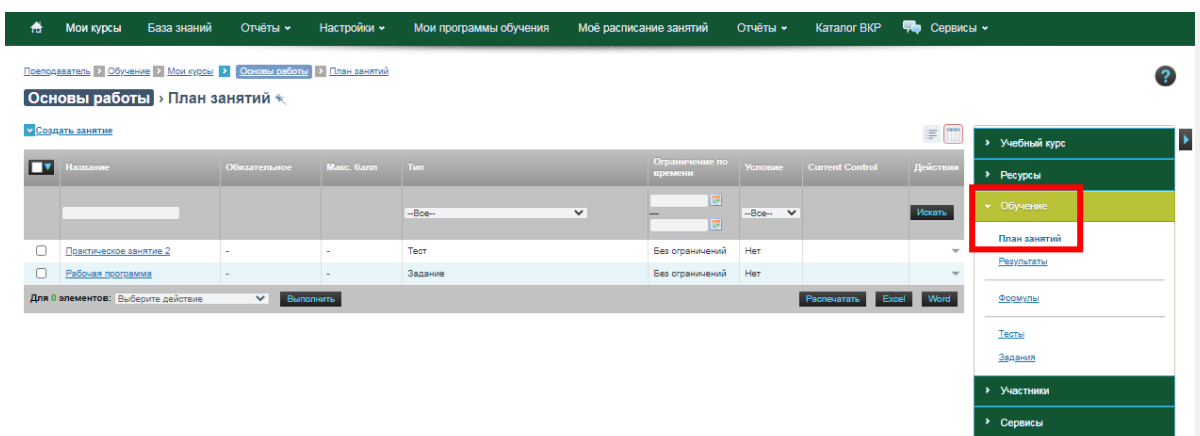 Мои курсы База знаний Отчёты Настройки Мои программы обучения Моё расписание занятий Отчёты Каталог ВКР Сервисы
Преподаватель Обучение Мои курсы Основы работы План занятий
?
Основы работы › План занятий
Создать занятие
Название Обязательное Макс. балл Тип Ограничение по времени Условие Current Control Действия
--Все-- — --Все-- Искать
Практическое занятие 2 - - Тест Без ограничений Нет
Рабочая программа - - Задание Без ограничений Нет
Для 0 элементов: Выберите действие Выполнить Распечатать Excel Word
Учебный курс
Ресурсы
Обучение
План занятий
Результаты
Формулы
Тесты
Задания
Участники
Сервисы